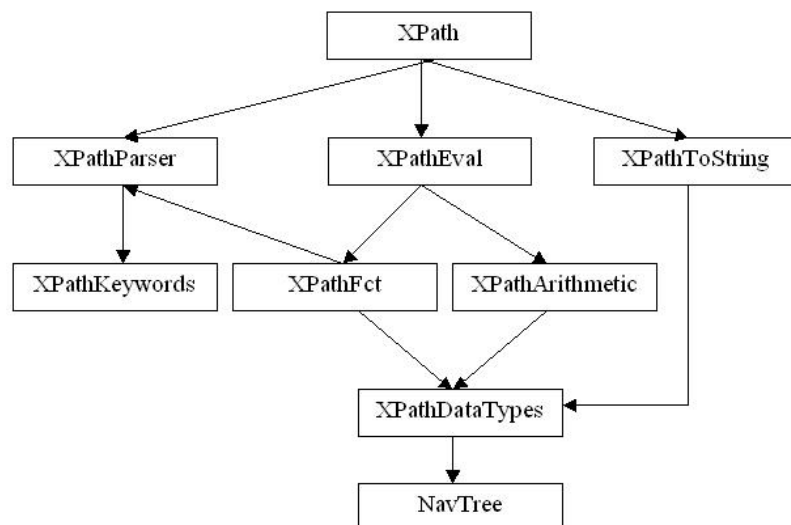 XPath
XPathParser
XPathEval
XPathToString
XPathKeywords
XPathFct
XPathArithmetic
XPathDataTypes
NavTree